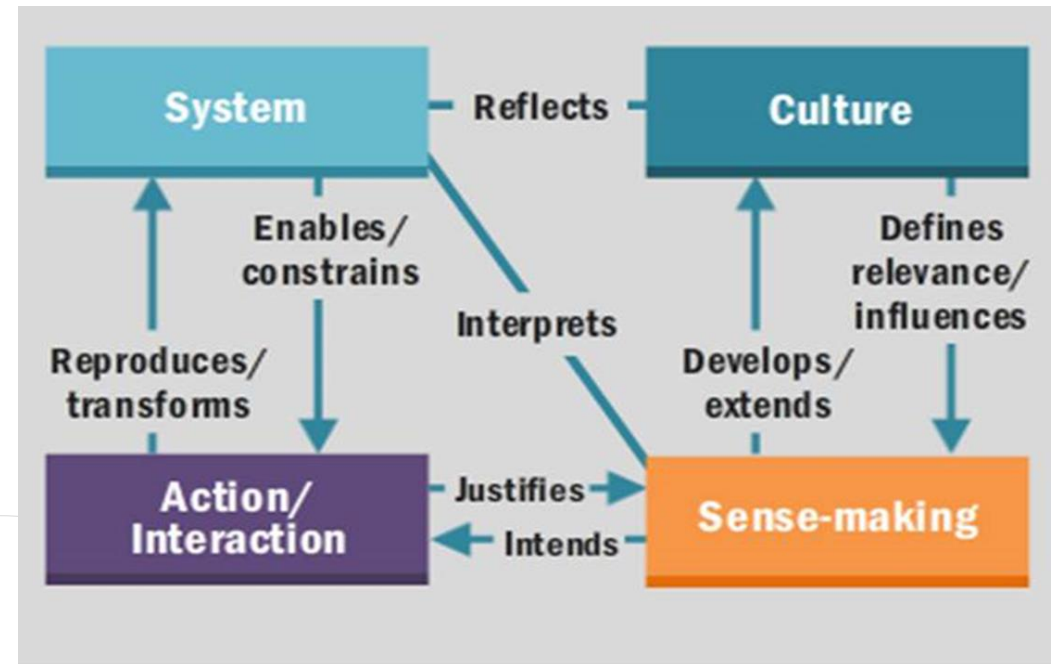 System
Reflects
Culture
Enables/
constrains
Defines
relevance/
influences
Interprets
Reproduces/
transforms
Develops/
extends
Action/
Interaction
Justifies
Intends
Sense-making